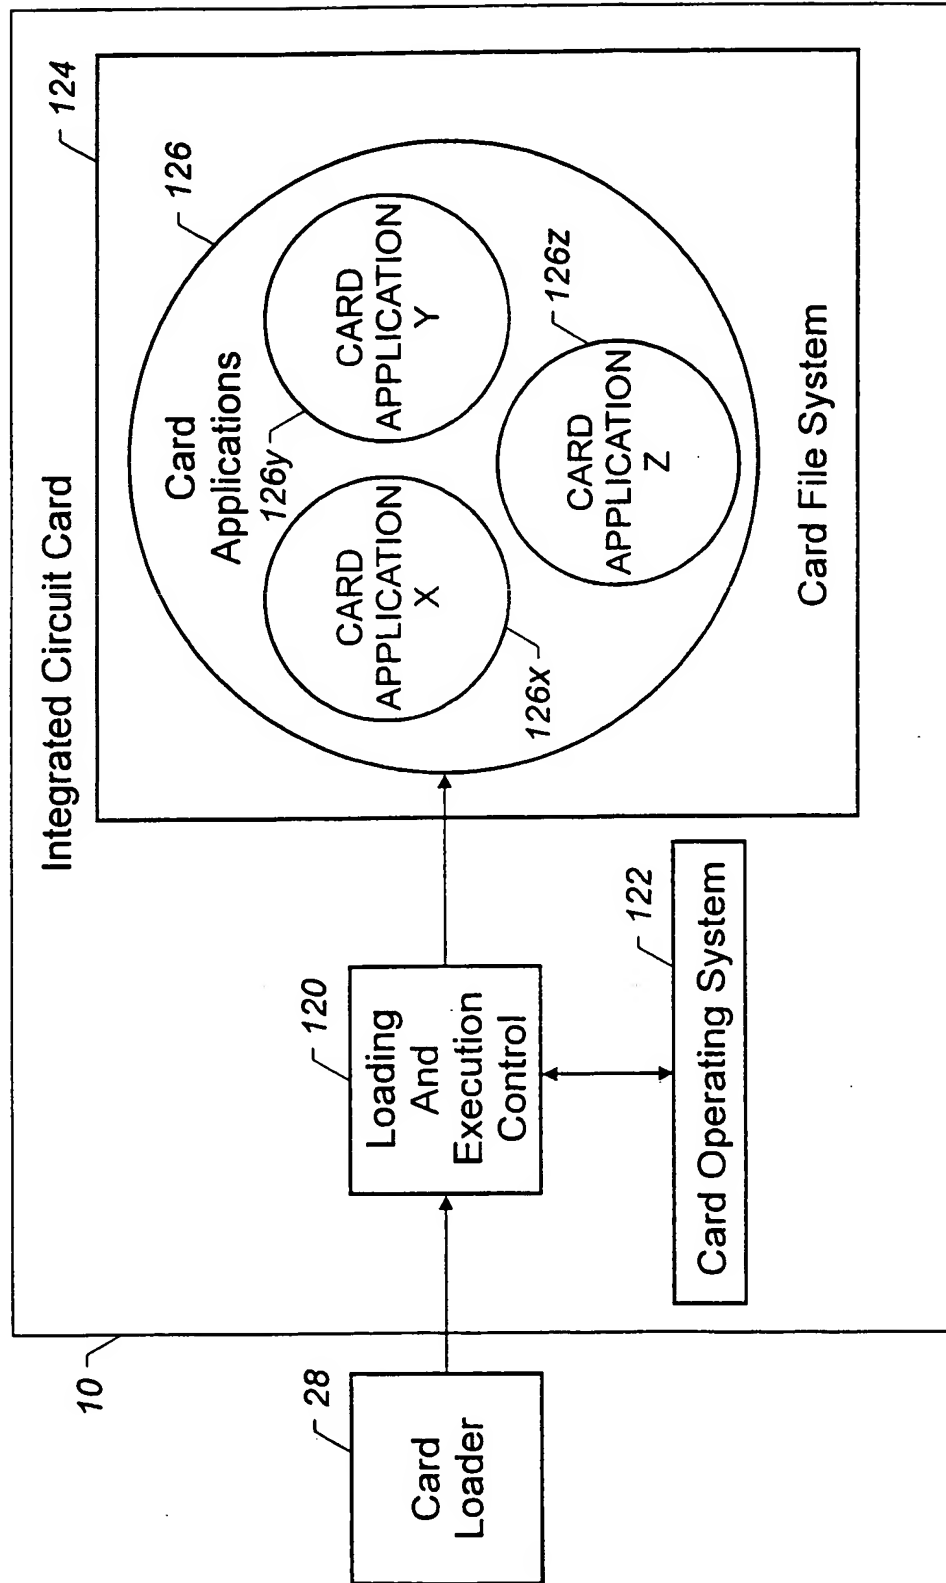 Integrated Circuit Card
10
28
Card
Loader
120
Loading
And
Execution
Control
122
Card Operating System
124
126
Card
Applications
126x
CARD
APPLICATION
X
126y
CARD
APPLICATION
Y
126z
CARD
APPLICATION
Z
Card File System